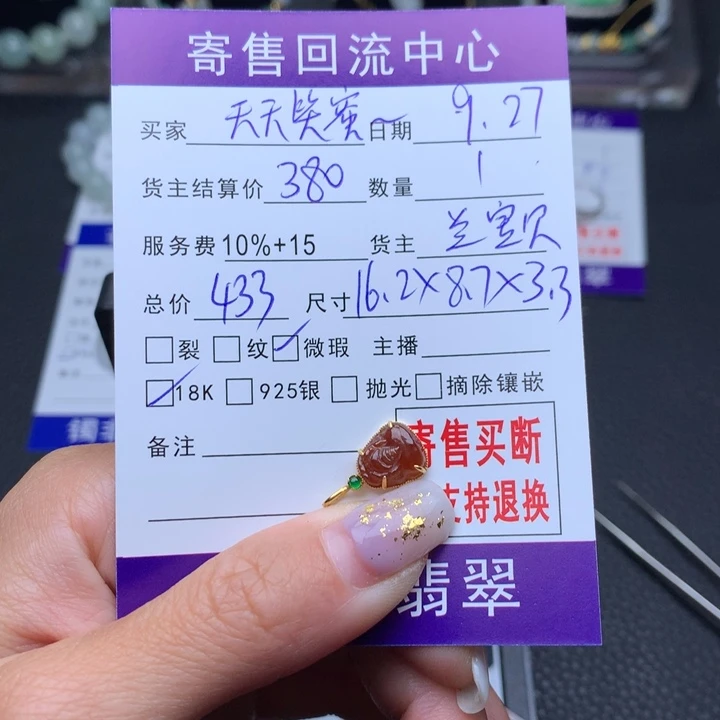 寄售回流中心
买家 天天笑蜜~ 日期 9.27
货主结算价 380 数量 1
服务费 10%+15 货主 兰宝贝
总价 433 尺寸 16.2×8.7×3.3
裂 纹 微瑕 主播
18K 925银 抛光 摘除镶嵌
备注
寄售买断
支持退换
翡翠